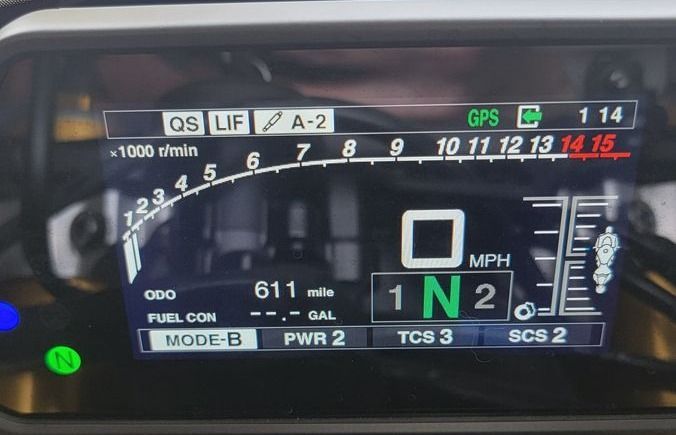 QS LIF A-2 GPS 1 14
×1000 r/min
1 2 3 4 5 6 7 8 9 10 11 12 13 14 15
0 MPH
ODO 611 mile
FUEL CON --.- GAL
1 N 2
MODE-B PWR 2 TCS 3 SCS 2
N